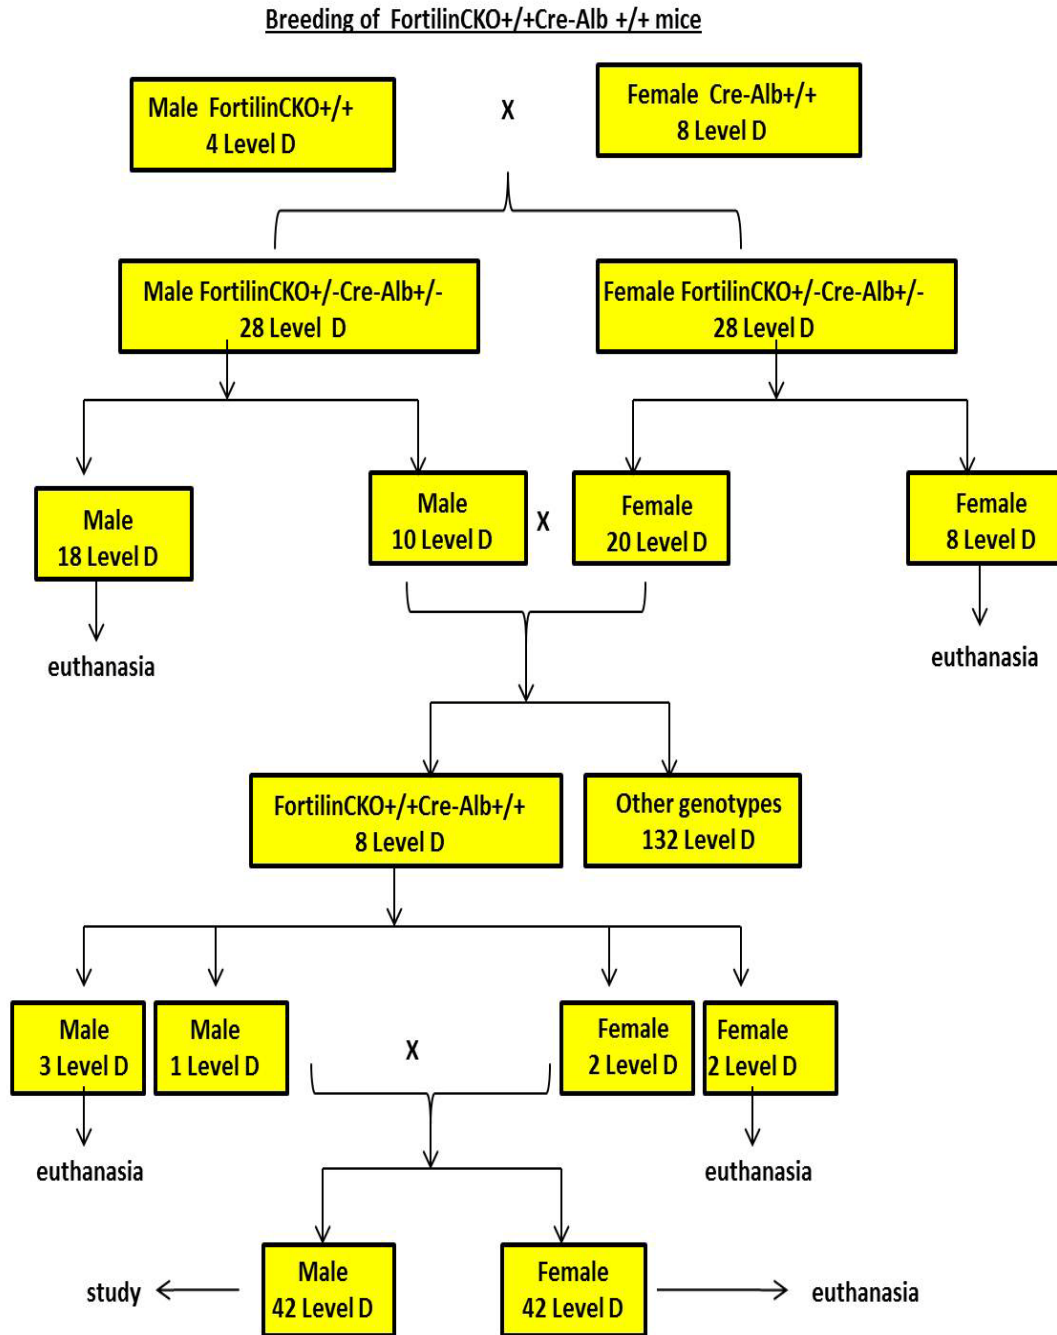 Breeding of FortilinCKO+/+Cre-Alb +/+ mice
Male FortilinCKO+/+
4 Level D
X
Female Cre-Alb+/+
8 Level D
Male FortilinCKO+/-Cre-Alb+/-
28 Level D
Female FortilinCKO+/-Cre-Alb+/-
28 Level D
Male
18 Level D
Male
10 Level D
X
Female
20 Level D
Female
8 Level D
euthanasia
euthanasia
FortilinCKO+/+Cre-Alb+/+
8 Level D
Other genotypes
132 Level D
Male
3 Level D
Male
1 Level D
X
Female
2 Level D
Female
2 Level D
euthanasia
euthanasia
Male
42 Level D
Female
42 Level D
study
euthanasia